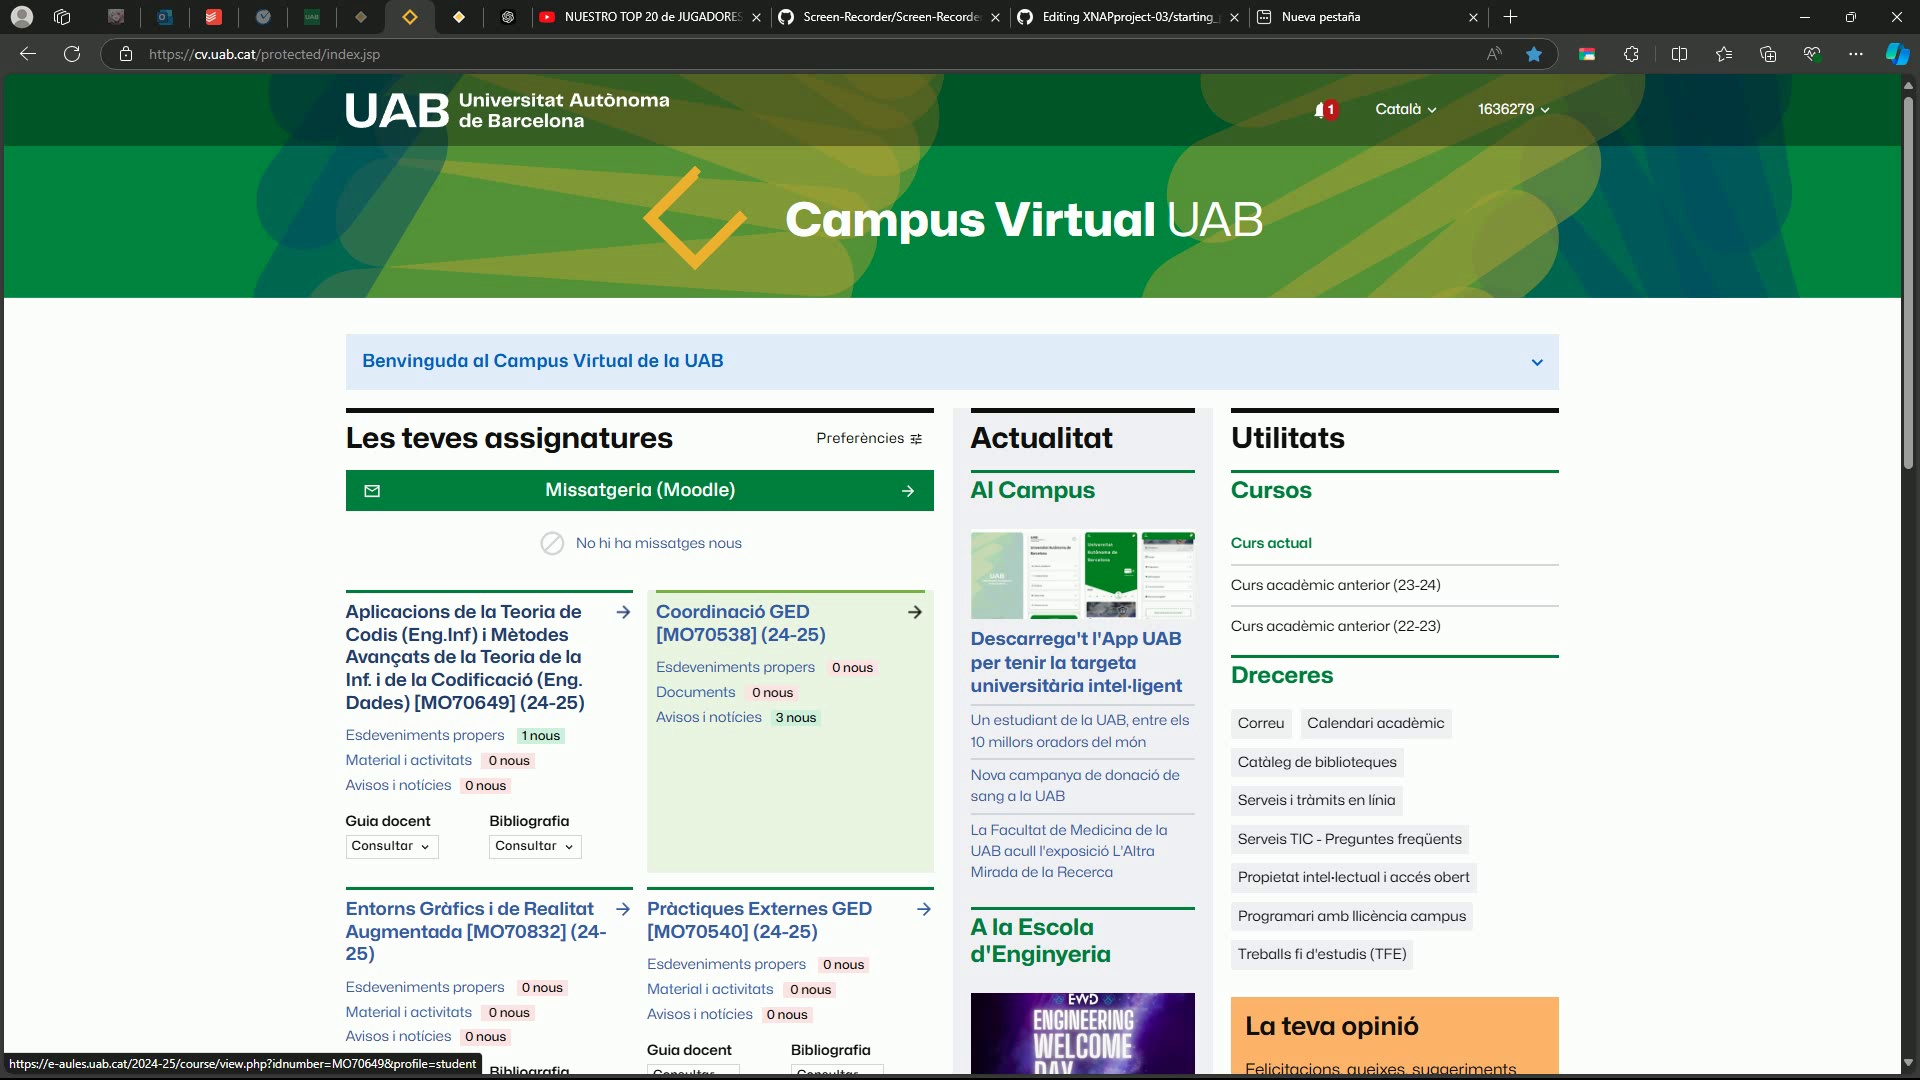 NUESTRO TOP 20 de JUGADORES
Screen-Recorder/Screen-Recorde
Editing XNAPproject-03/starting_
Nueva pestaña
https://cv.uab.cat/protected/index.jsp
UAB Universitat Autònoma
de Barcelona
1
Català
1636279
Campus Virtual UAB
Benvinguda al Campus Virtual de la UAB
Les teves assignatures
Preferències
Missatgeria (Moodle)
No hi ha missatges nous
Aplicacions de la Teoria de
Codis (Eng.Inf) i Mètodes
Avançats de la Teoria de la
Inf. i de la Codificació (Eng.
Dades) [MO70649] (24-25)
Esdeveniments propers 1 nous
Material i activitats 0 nous
Avisos i notícies 0 nous
Guia docent
Bibliografia
Consultar
Consultar
Coordinació GED
[MO70538] (24-25)
Esdeveniments propers 0 nous
Documents 0 nous
Avisos i notícies 3 nous
Entorns Gràfics i de Realitat
Augmentada [MO70832] (24-
25)
Esdeveniments propers 0 nous
Material i activitats 0 nous
Avisos i notícies 0 nous
Bibliografia
Pràctiques Externes GED
[MO70540] (24-25)
Esdeveniments propers 0 nous
Material i activitats 0 nous
Avisos i notícies 0 nous
Guia docent
Bibliografia
Consultar
Consultar
Actualitat
Al Campus
Descarrega't l'App UAB
per tenir la targeta
universitària intel·ligent
Un estudiant de la UAB, entre els
10 millors oradors del món
Nova campanya de donació de
sang a la UAB
La Facultat de Medicina de la
UAB acull l'exposició L'Altra
Mirada de la Recerca
A la Escola
d'Enginyeria
EWD
ENGINEERING
WELCOME
DAY
Utilitats
Cursos
Curs actual
Curs acadèmic anterior (23-24)
Curs acadèmic anterior (22-23)
Dreceres
Correu
Calendari acadèmic
Catàleg de biblioteques
Serveis i tràmits en línia
Serveis TIC - Preguntes freqüents
Propietat intel·lectual i accés obert
Programari amb llicència campus
Treballs fi d'estudis (TFE)
La teva opinió
Felicitacions, queixes, suggeriments
https://e-aules.uab.cat/2024-25/course/view.php?idnumber=MO70649&profile=student